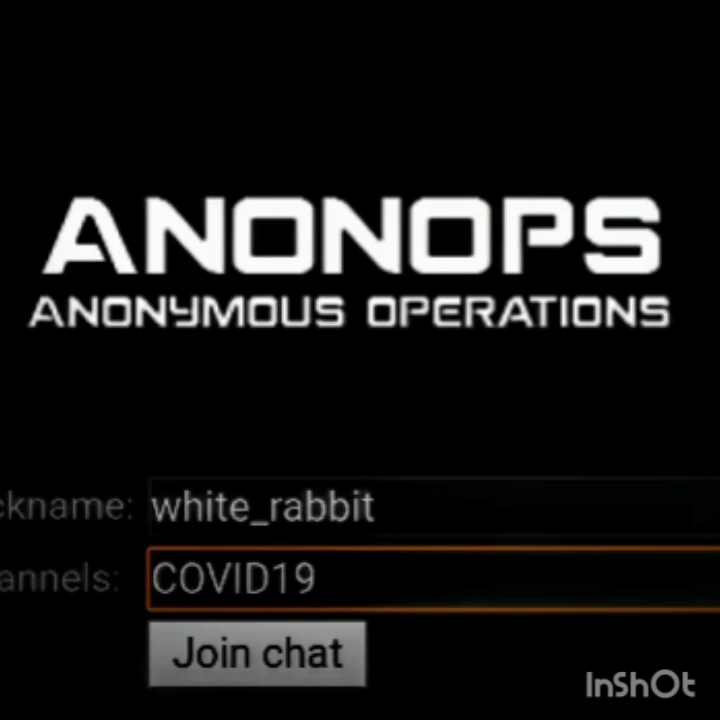 ANONOPS
ANONYMOUS OPERATIONS
ckname: white_rabbit
annels: COVID19
Join chat
InShOt